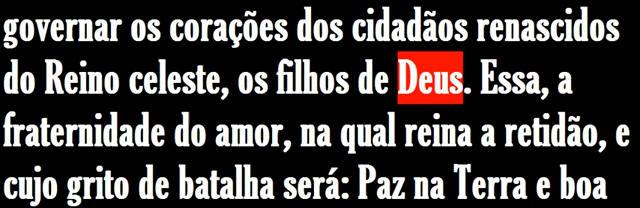 governar os corações dos cidadãos renascidos
do Reino celeste, os filhos de Deus. Essa, a
fraternidade do amor, na qual reina a retidão, e
cujo grito de batalha será: Paz na Terra e boa